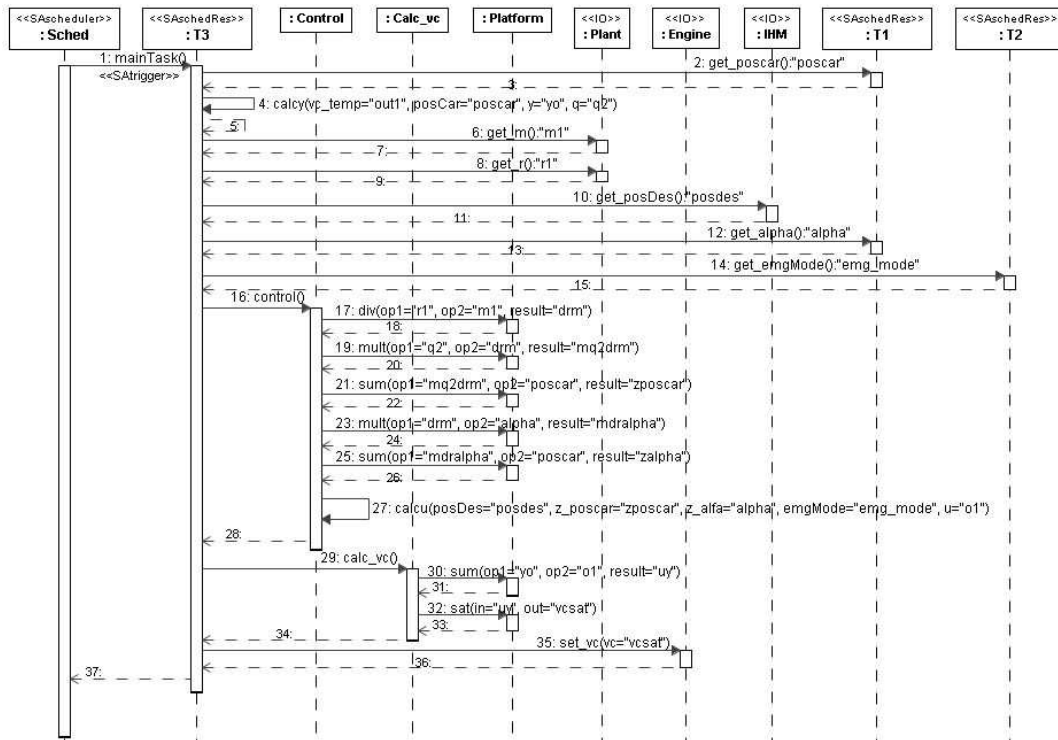 <<SAscheduler>>
: Sched
<<SAschedRes>>
: T3
: Control
: Calc_vc
: Platform
<<IO>>
: Plant
<<IO>>
: Engine
<<IO>>
: IHM
<<SAschedRes>>
: T1
<<SAschedRes>>
: T2
1: mainTask()
<<SAtrigger>>
2: get_poscar():"poscar"
3:
4: calcy(vc_temp="out1", posCar="poscar", y="yo", q="q2")
5:
6: get_m():"m1"
7:
8: get_r():"r1"
9:
10: get_posDes():"posdes"
11:
12: get_alpha():"alpha"
13:
14: get_emgMode():"emg_mode"
15:
16: control()
17: div(op1="r1", op2="m1", result="drm")
18:
19: mult(op1="q2", op2="drm", result="mq2drm")
20:
21: sum(op1="mq2drm", op2="poscar", result="zposcar")
22:
23: mult(op1="drm", op2="alpha", result="mdralpha")
24:
25: sum(op1="mdralpha", op2="poscar", result="zalpha")
26:
27: calcu(posDes="posdes", z_poscar="zposcar", z_alfa="alpha", emgMode="emg_mode", u="o1")
28:
29: calc_vc()
30: sum(op1="yo", op2="o1", result="uy")
31:
32: sat(in="uy", out="vcsat")
33:
34:
35: set_vc(vc="vcsat")
36:
37: